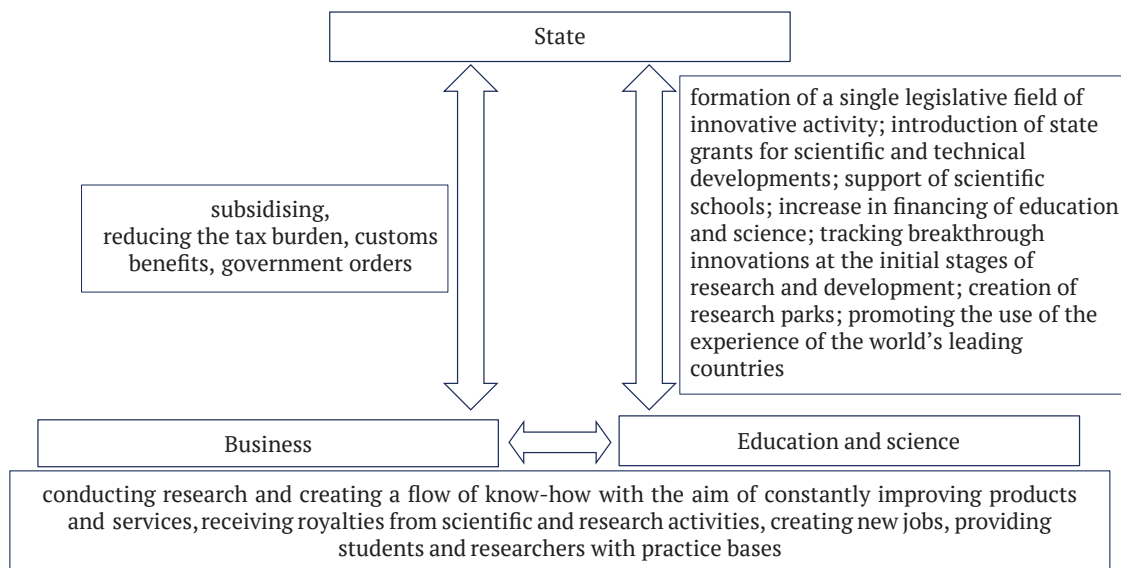 State
formation of a single legislative field of
innovative activity; introduction of state
grants for scientific and technical
developments; support of scientific
schools; increase in financing of education
and science; tracking breakthrough
innovations at the initial stages of
research and development; creation of
research parks; promoting the use of the
experience of the world’s leading
countries
subsidising,
reducing the tax burden, customs
benefits, government orders
Business
Education and science
conducting research and creating a flow of know-how with the aim of constantly improving products
and services, receiving royalties from scientific and research activities, creating new jobs, providing
students and researchers with practice bases